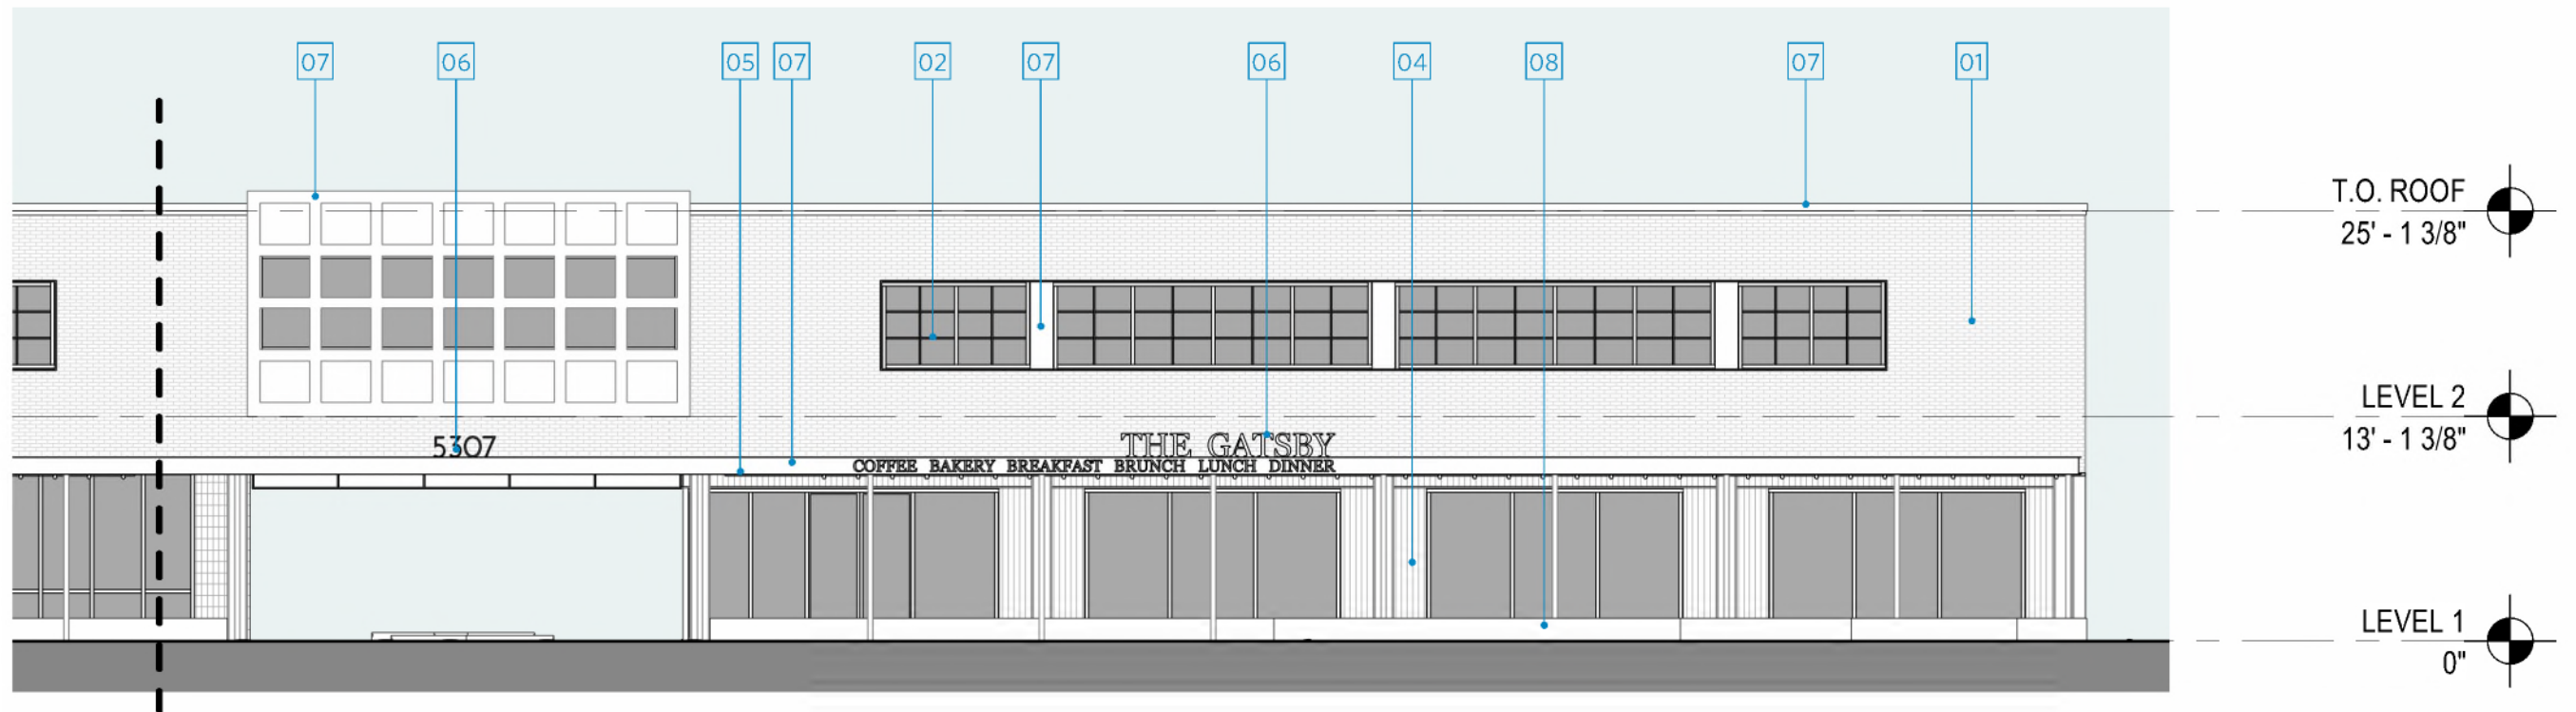 07 06 05 07 02 07 06 04 08 07 01
T.O. ROOF
25' - 1 3/8"
LEVEL 2
13' - 1 3/8"
5307
THE GATSBY
COFFEE BAKERY BREAKFAST BRUNCH LUNCH DINNER
LEVEL 1
0"